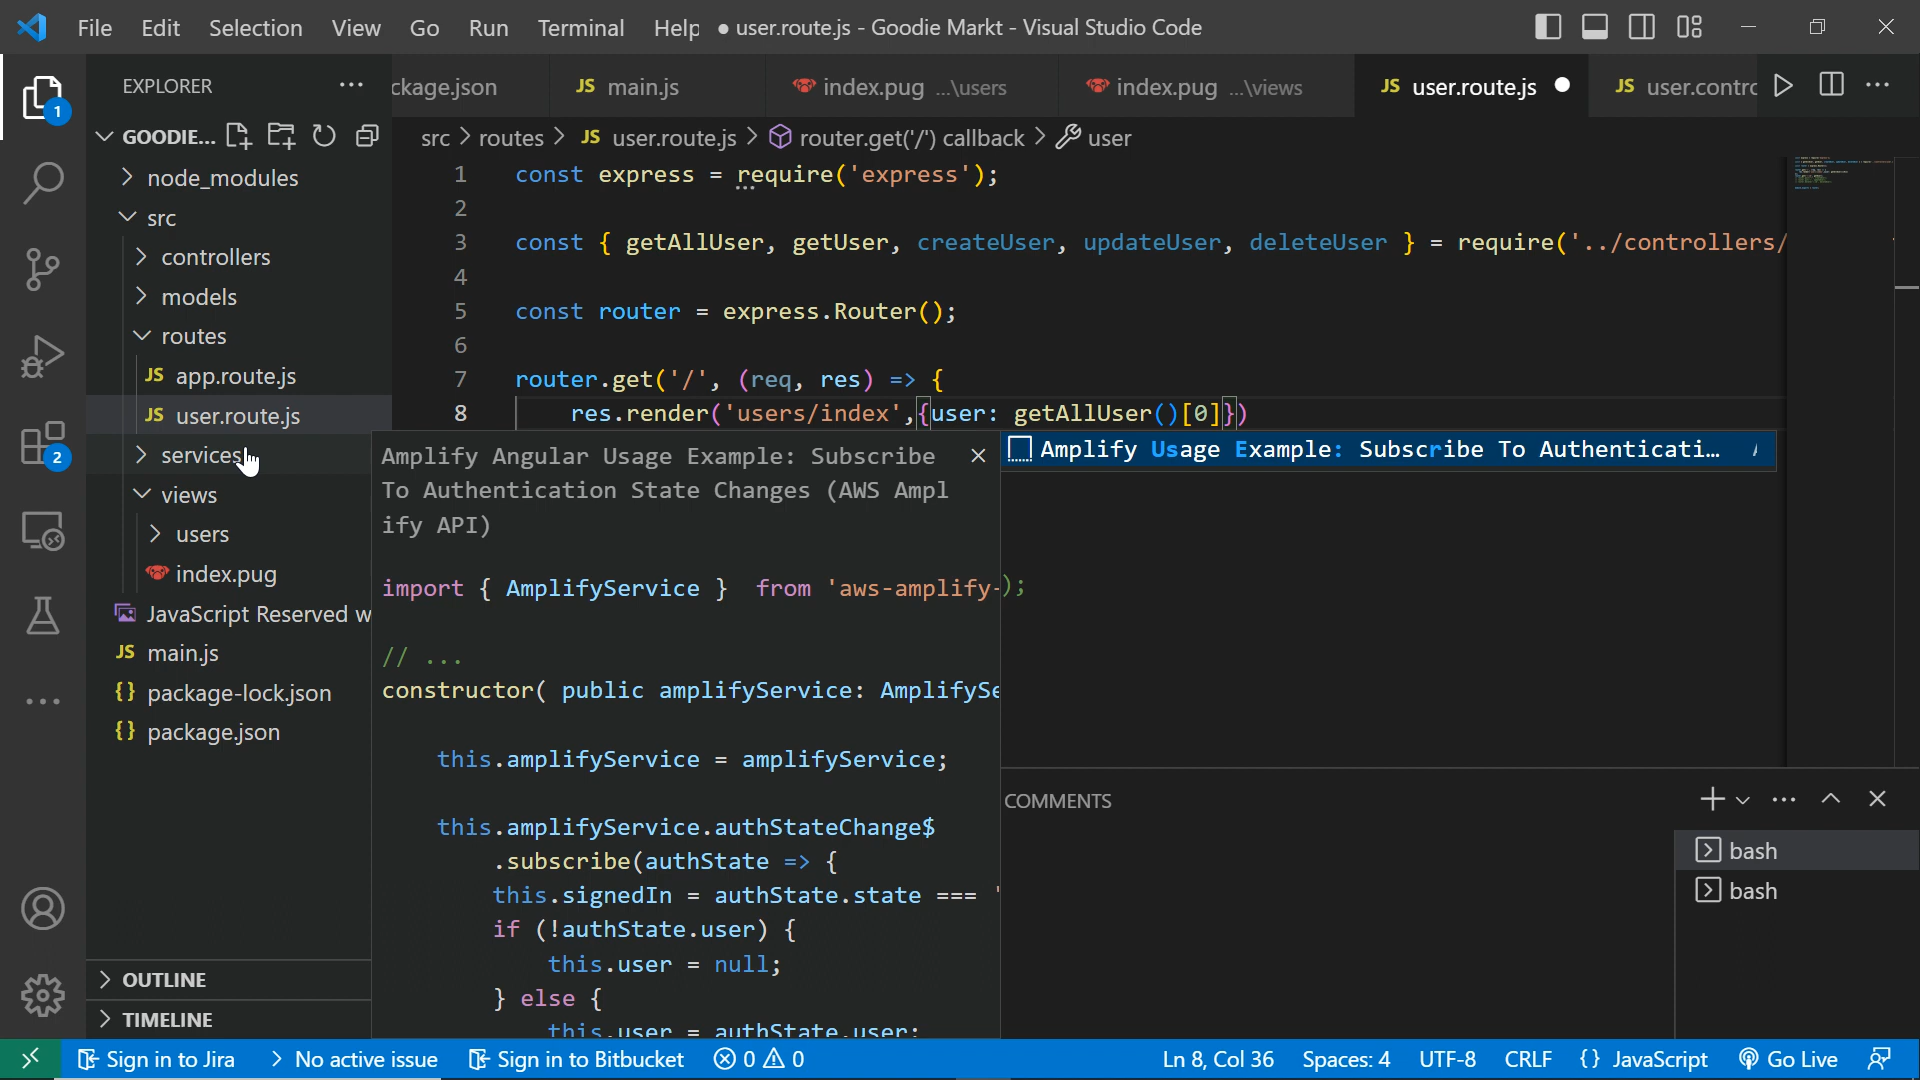 File Edit Selection View Go Run Terminal Help ● user.route.js - Goodie Markt - Visual Studio Code
EXPLORER
ckage.json
JS main.js
index.pug ...\users
index.pug ...\views
JS user.route.js
JS user.contrc
1
GOODIE...
src > routes > JS user.route.js > router.get('/') callback > user
node_modules
src
controllers
models
routes
JS app.route.js
JS user.route.js
services
views
users
index.pug
JavaScript Reserved w
JS main.js
{} package-lock.json
{} package.json
2
OUTLINE
TIMELINE
1 const express = require('express');
2
3 const { getAllUser, getUser, createUser, updateUser, deleteUser } = require('../controllers/
4
5 const router = express.Router();
6
7 router.get('/', (req, res) => {
8 res.render('users/index',{user: getAllUser()[0]})
Amplify Usage Example: Subscribe To Authenticati...
Amplify Angular Usage Example: Subscribe
To Authentication State Changes (AWS Ampl
ify API)
import { AmplifyService } from 'aws-amplify-
);
// ...
constructor( public amplifyService: AmplifySe
this.amplifyService = amplifyService;
this.amplifyService.authStateChange$
.subscribe(authState => {
this.signedIn = authState.state === '
if (!authState.user) {
this.user = null;
} else {
this.user = authState.user;
COMMENTS
bash
bash
Sign in to Jira > No active issue Sign in to Bitbucket 0 0 Ln 8, Col 36 Spaces: 4 UTF-8 CRLF {} JavaScript Go Live